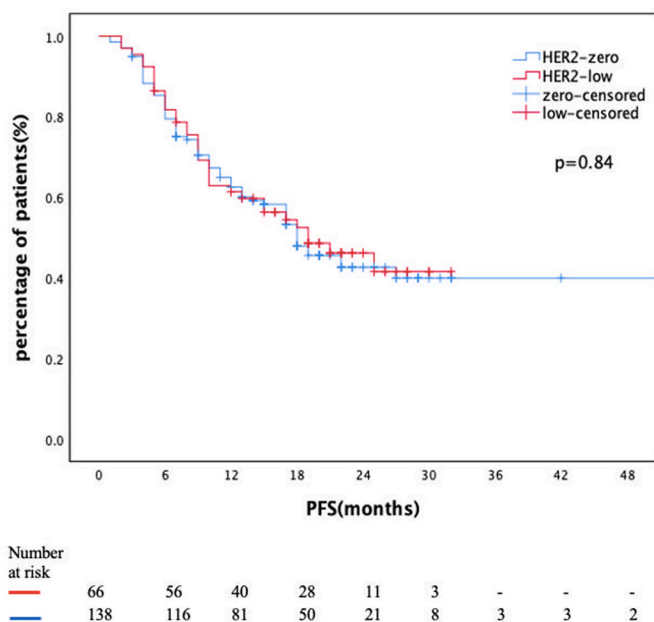 HER2-zero
HER2-low
zero-censored
low-censored
p=0.84
percentage of patients(%)
1.0
0.8
0.6
0.4
0.2
0.0
0 6 12 18 24 30 36 42 48
PFS(months)
Number
at risk
66 56 40 28 11 3 - - -
138 116 81 50 21 8 3 3 2